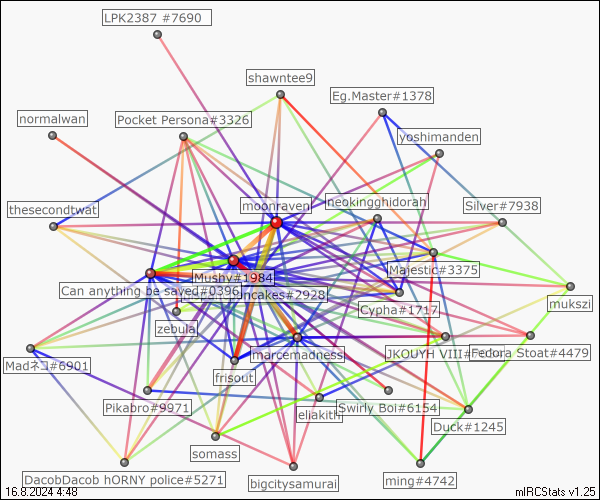 LPK2387 #7690
shawntee9
Eg.Master#1378
normalwan
Pocket Persona#3326
yoshimanden
moonraven
neokingghidorah
Silver#7938
thesecondtwat
Mushy#1984
Majestic#3375
Can anything be saved#0396
ncakes#2928
Cypha#1717
mukszi
zebula
marcemadness
JKOUYH VIII#
Fedora Stoat#4479
Madネコ#6901
frisout
Pikabro#9971
eliakith
Swirly Boi#6154
Duck#1245
somass
DacobDacob hORNY police#5271
bigcitysamurai
ming#4742
16.8.2024 4:48
mIRCStats v1.25